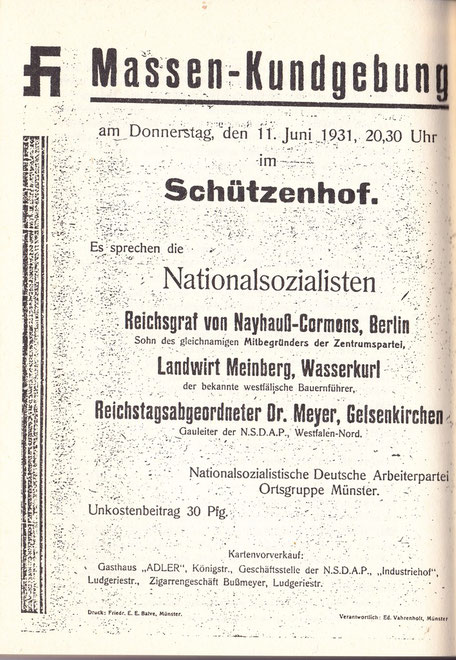 Massen-Kundgebung
am Donnerstag, den 11. Juni 1931, 20,30 Uhr
im
Schützenhof.
Es sprechen die
Nationalsozialisten
Reichsgraf von Nayhauß-Cormons, Berlin
Sohn des gleichnamigen Mitbegründers der Zentrumspartei,
Landwirt Meinberg, Wasserkurl
der bekannte westfälische Bauernführer,
Reichstagsabgeordneter Dr. Meyer, Gelsenkirchen
Gauleiter der N.S.D.A.P., Westfalen-Nord.
Nationalsozialistische Deutsche Arbeiterpartei
Ortsgruppe Münster.
Unkostenbeitrag 30 Pfg.
Kartenvorverkauf:
Gasthaus „ADLER", Königstr., Geschäftsstelle der N.S.D.A.P., „Industriehof",
Ludgeriestr., Zigarrengeschäft Bußmeyer, Ludgeriestr.
Druck: Friedr. E. E. Balve, Münster.
Verantwortlich: Ed. Vahrenholt, Münster